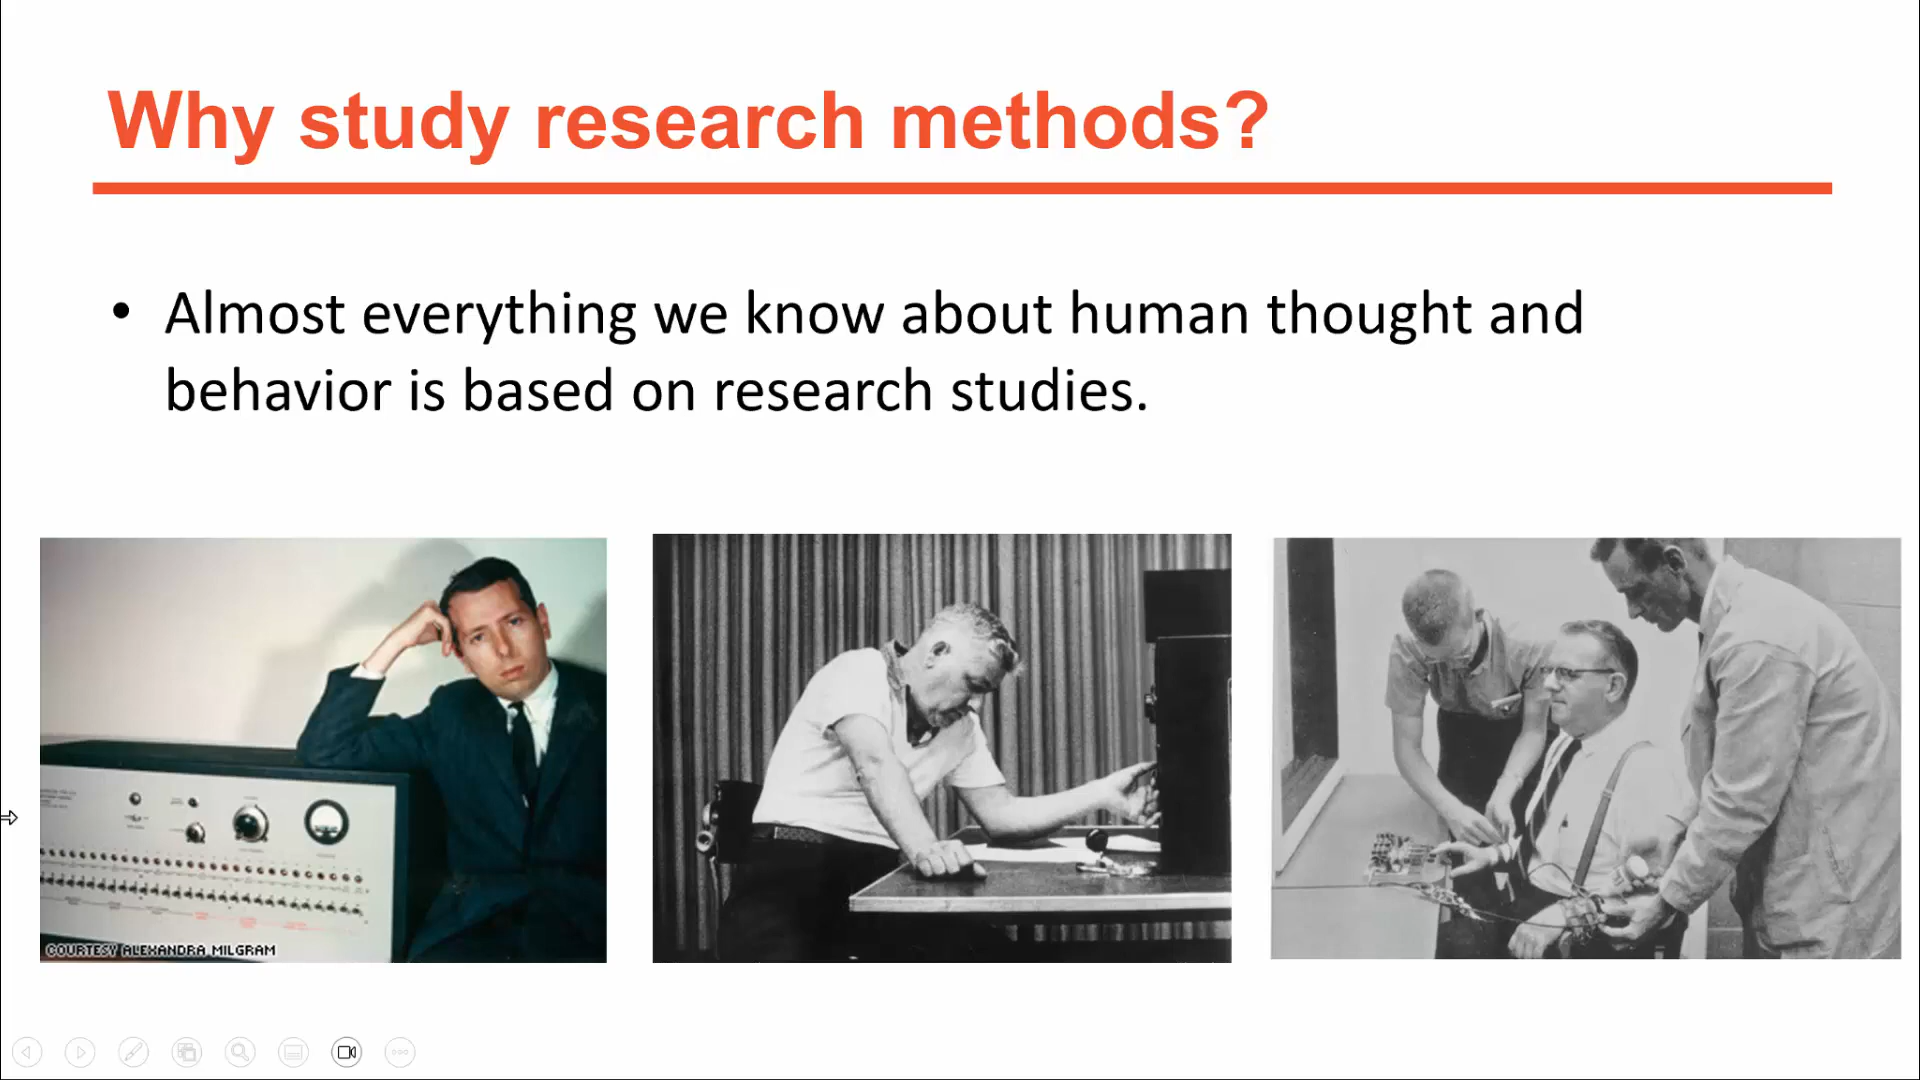 Why study research methods?
• Almost everything we know about human thought and
behavior is based on research studies.
COURTESY ALEXANDRA MILGRAM